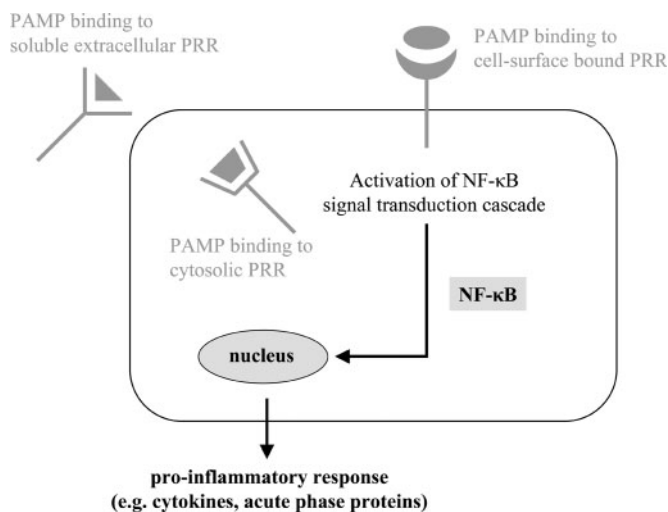 PAMP binding to
soluble extracellular PRR
PAMP binding to
cell-surface bound PRR
Activation of NF-κB
signal transduction cascade
PAMP binding to
cytosolic PRR
NF-κB
nucleus
pro-inflammatory response
(e.g. cytokines, acute phase proteins)